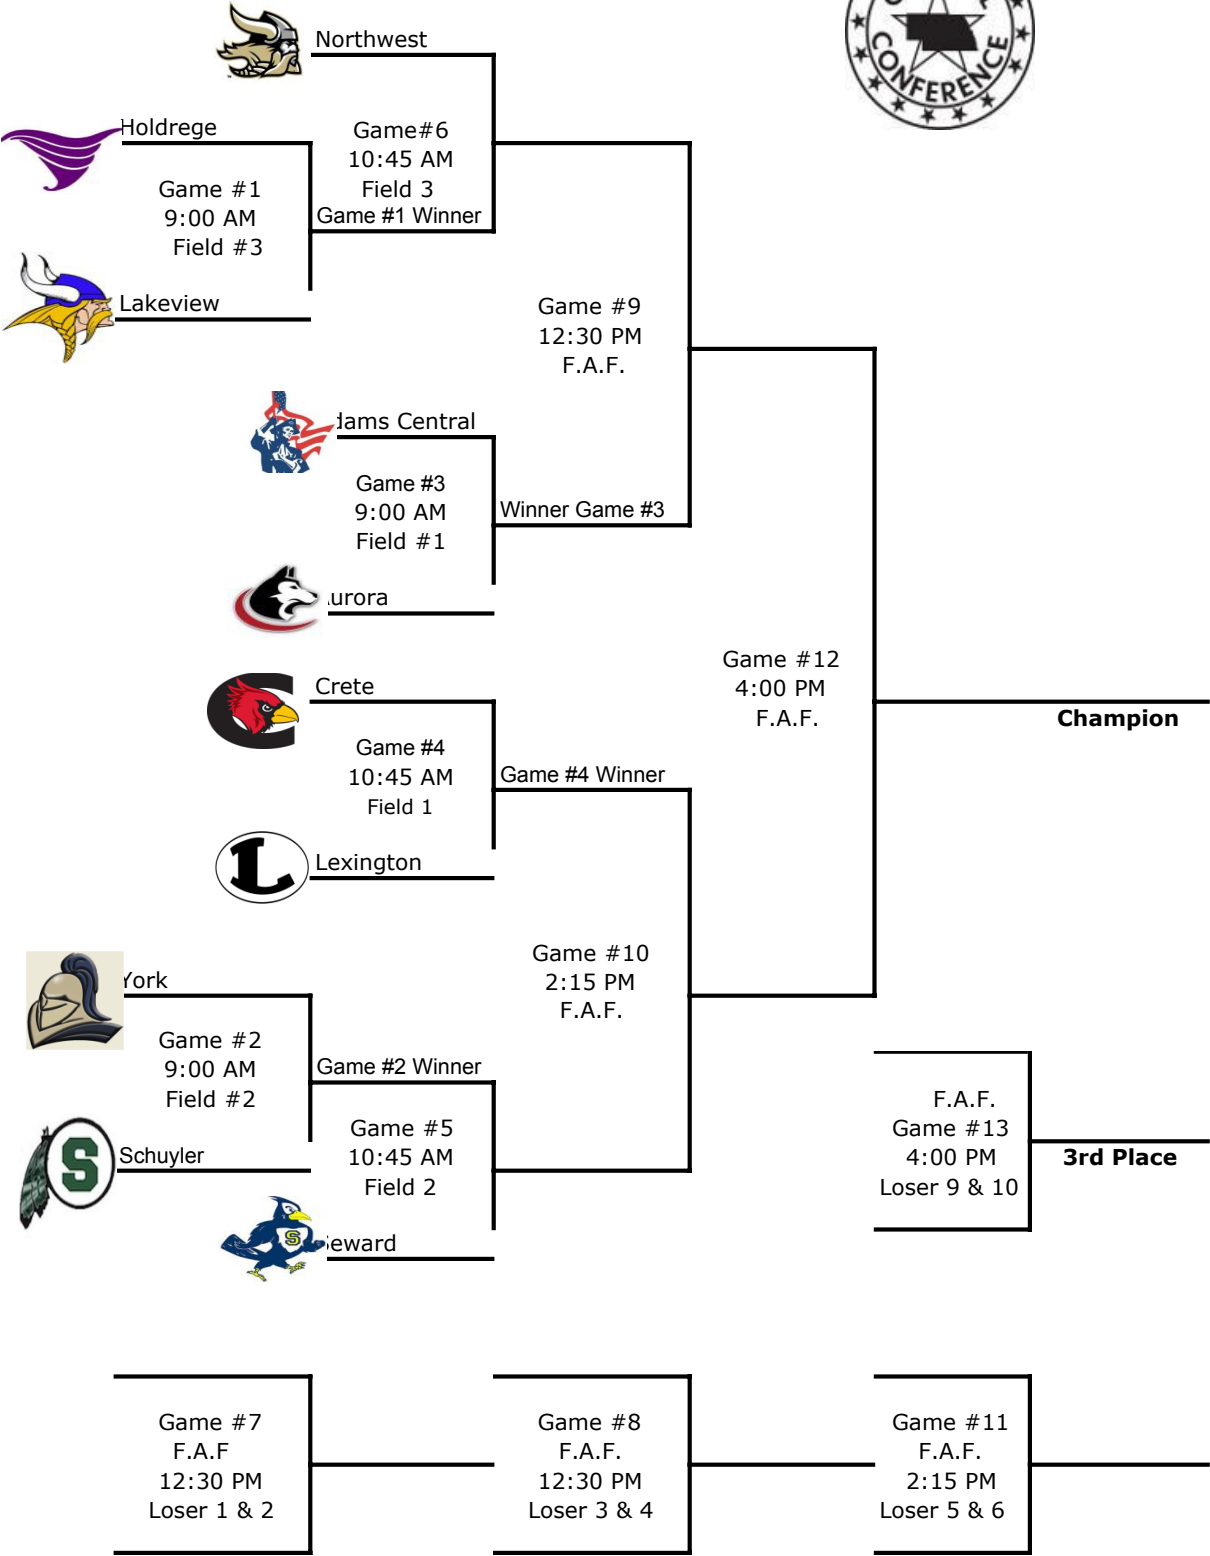 CONFERENCE
Northwest
Holdrege
Game#6
10:45 AM
Field 3
Game #1 Winner
Game #1
9:00 AM
Field #3
Lakeview
Game #9
12:30 PM
F.A.F.
dams Central
Game #3
9:00 AM
Field #1
Winner Game #3
urora
Crete
Game #4
10:45 AM
Field 1
Game #4 Winner
Lexington
L
Game #12
4:00 PM
F.A.F.
Champion
York
Game #2
9:00 AM
Field #2
Game #2 Winner
Schuyler
S
Game #5
10:45 AM
Field 2
S
eward
Game #10
2:15 PM
F.A.F.
F.A.F.
Game #13
4:00 PM
Loser 9 & 10
3rd Place
Game #7
F.A.F
12:30 PM
Loser 1 & 2
Game #8
F.A.F.
12:30 PM
Loser 3 & 4
Game #11
F.A.F.
2:15 PM
Loser 5 & 6